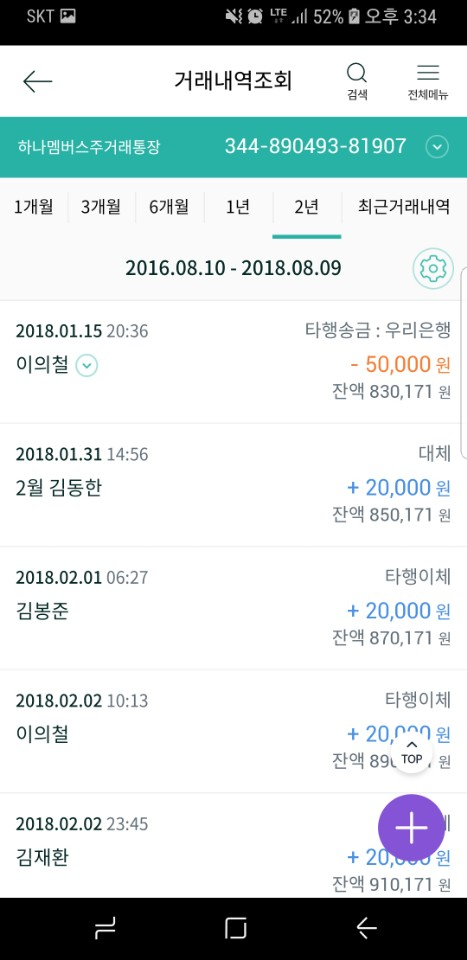 SKT LTE 52% 오후 3:34
거래내역조회
검색 전체메뉴
하나멤버스주거래통장 344-890493-81907
1개월 3개월 6개월 1년 2년 최근거래내역
2016.08.10 - 2018.08.09
2018.01.15 20:36 타행송금 : 우리은행
이의철 - 50,000 원
잔액 830,171 원
2018.01.31 14:56 대체
2월 김동한 + 20,000 원
잔액 850,171 원
2018.02.01 06:27 타행이체
김봉준 + 20,000 원
잔액 870,171 원
2018.02.02 10:13 타행이체
이의철 + 20,000 원
잔액 원
TOP
2018.02.02 23:45
김재환 원
잔액 910,171 원